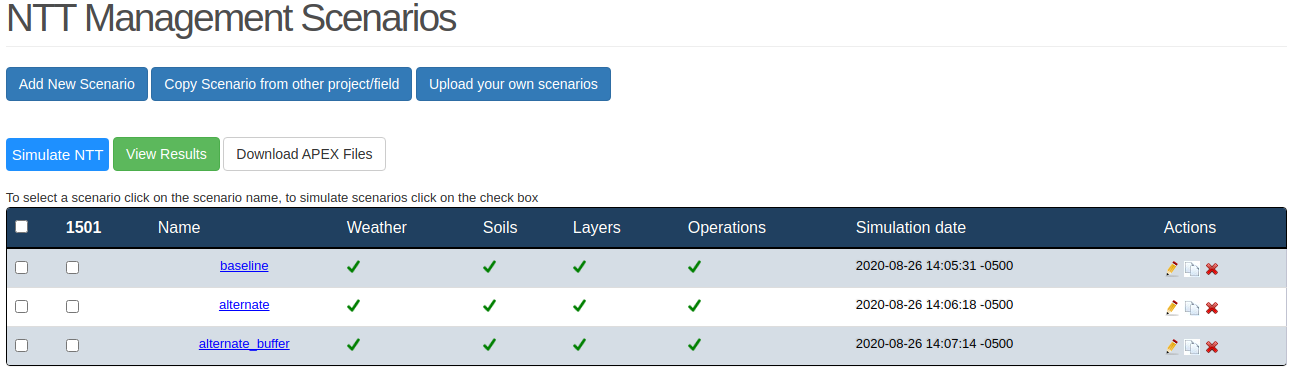 NTT Management Scenarios
Add New Scenario Copy Scenario from other project/field Upload your own scenarios
Simulate NTT View Results Download APEX Files
To select a scenario click on the scenario name, to simulate scenarios click on the check box
1501 Name Weather Soils Layers Operations Simulation date Actions
baseline 2020-08-26 14:05:31 -0500
alternate 2020-08-26 14:06:18 -0500
alternate_buffer 2020-08-26 14:07:14 -0500